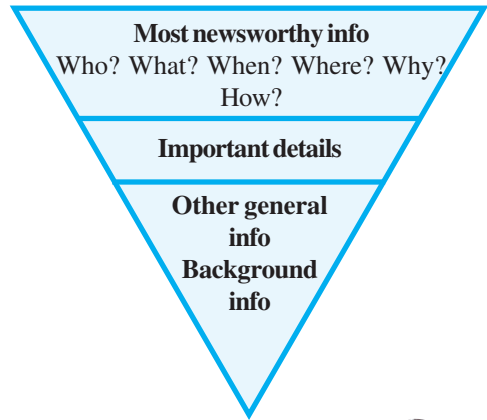 Most newsworthy info
Who? What? When? Where? Why?
How?
Important details
Other general
info
Background
info